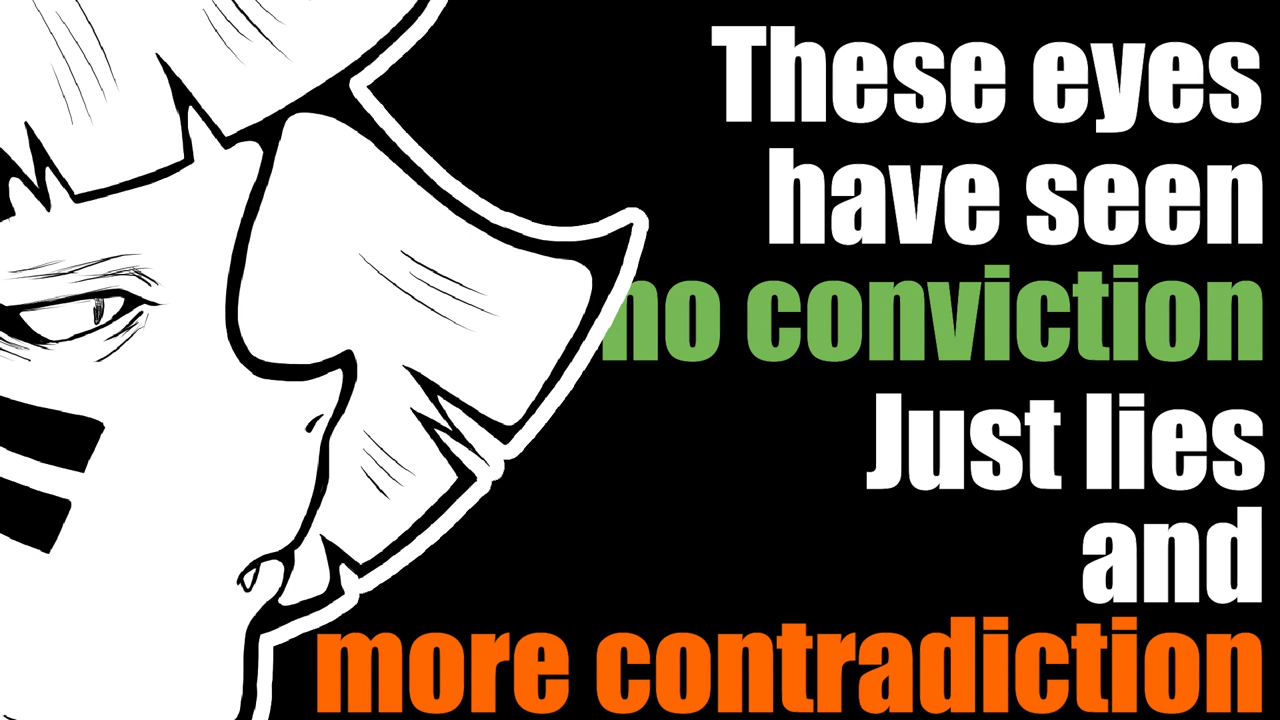 These eyes
have seen
no conviction
Just lies
and
more contradiction